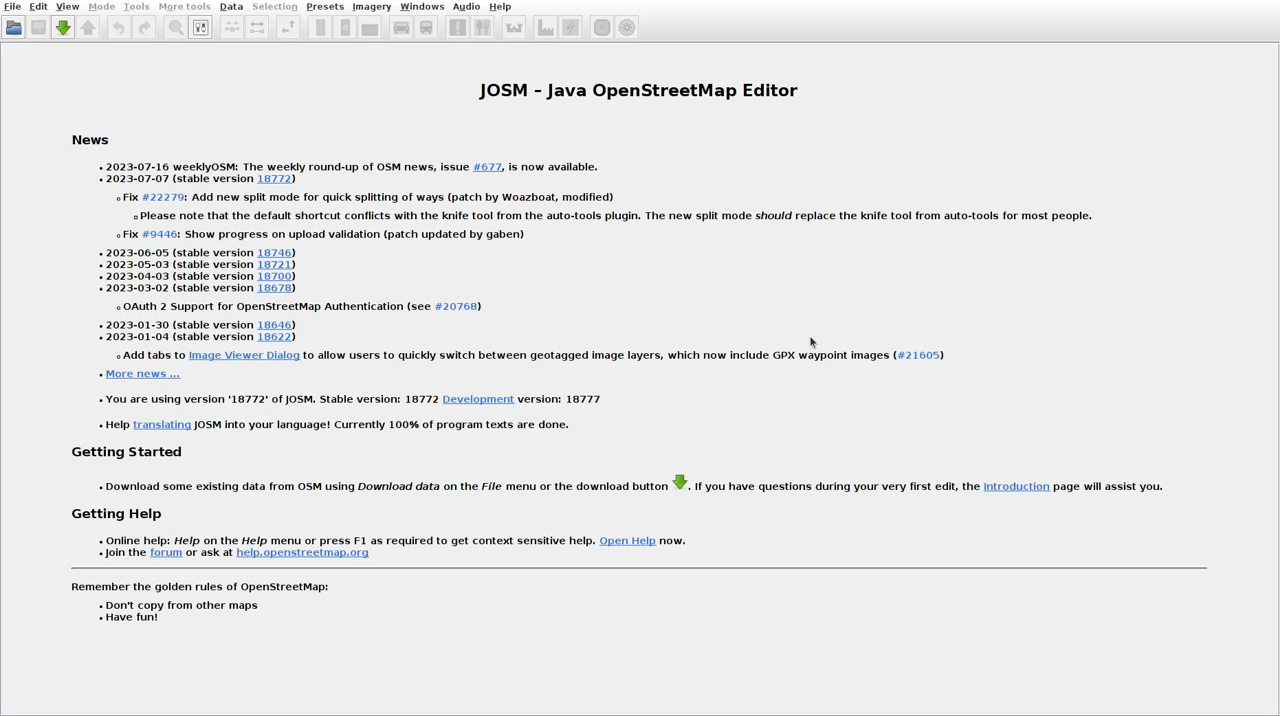 File Edit View Mode Tools More tools Data Selection Presets Imagery Windows Audio Help
JOSM – Java OpenStreetMap Editor
News
2023-07-16 weeklyOSM: The weekly round-up of OSM news, issue #677, is now available.
2023-07-07 (stable version 18772)
Fix #22279: Add new split mode for quick splitting of ways (patch by Woazboat, modified)
Please note that the default shortcut conflicts with the knife tool from the auto-tools plugin. The new split mode should replace the knife tool from auto-tools for most people.
Fix #9446: Show progress on upload validation (patch updated by gaben)
2023-06-05 (stable version 18746)
2023-05-03 (stable version 18721)
2023-04-03 (stable version 18700)
2023-03-02 (stable version 18678)
OAuth 2 Support for OpenStreetMap Authentication (see #20768)
2023-01-30 (stable version 18646)
2023-01-04 (stable version 18622)
Add tabs to Image Viewer Dialog to allow users to quickly switch between geotagged image layers, which now include GPX waypoint images (#21605)
More news ...
You are using version '18772' of JOSM. Stable version: 18772 Development version: 18777
Help translating JOSM into your language! Currently 100% of program texts are done.
Getting Started
Download some existing data from OSM using Download data on the File menu or the download button . If you have questions during your very first edit, the Introduction page will assist you.
Getting Help
Online help: Help on the Help menu or press F1 as required to get context sensitive help. Open Help now.
Join the forum or ask at help.openstreetmap.org
Remember the golden rules of OpenStreetMap:
Don't copy from other maps
Have fun!